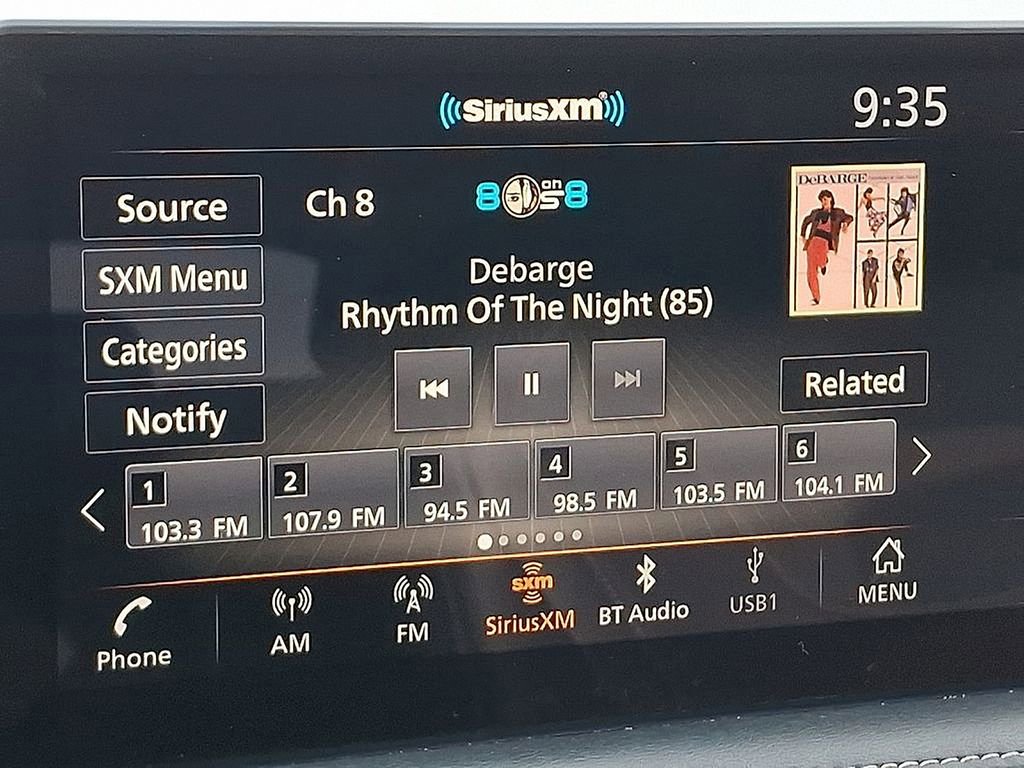 SiriusXM
9:35
Source
Ch 8
80s on 8
DeBARGE
SXM Menu
Debarge
Rhythm Of The Night (85)
Categories
Notify
Related
1
103.3 FM
2
107.9 FM
3
94.5 FM
4
98.5 FM
5
103.5 FM
6
104.1 FM
Phone
AM
FM
sxm
SiriusXM
BT Audio
USB1
MENU